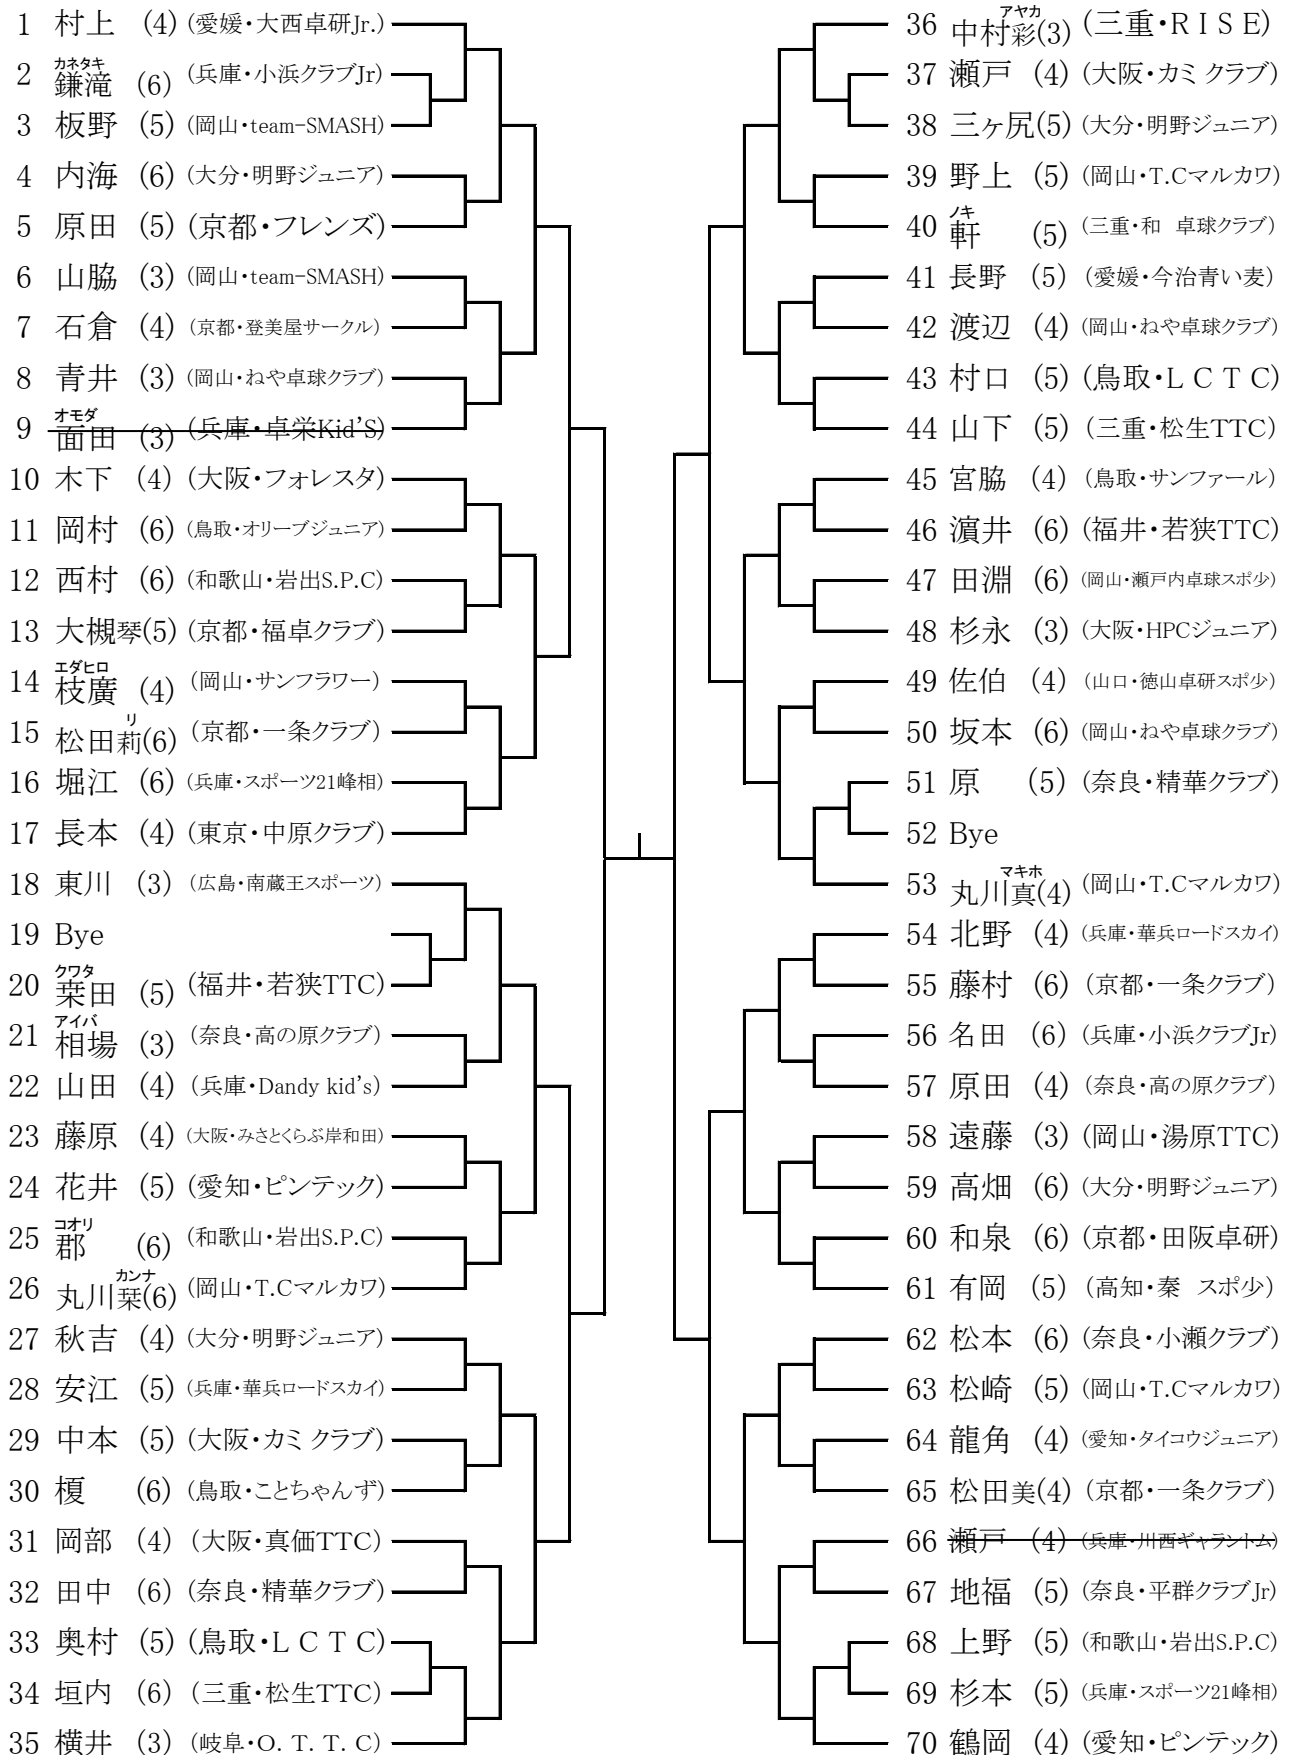 1 村上 (4) (愛媛・大西卓研Jr.)
カネタキ
2 鎌滝 (6) (兵庫・小浜クラブJr)
3 板野 (5) (岡山・team-SMASH)
4 内海 (6) (大分・明野ジュニア)
5 原田 (5) (京都・フレンズ)
6 山脇 (3) (岡山・team-SMASH)
7 石倉 (4) (京都・登美屋サークル)
8 青井 (3) (岡山・ねや卓球クラブ)
オモダ
9 面田 (3) (兵庫・卓栄Kid'S)
10 木下 (4) (大阪・フォレスタ)
11 岡村 (6) (鳥取・オリーブジュニア)
12 西村 (6) (和歌山・岩出S.P.C)
13 大槻琴(5) (京都・福卓クラブ)
エダヒロ
14 枝廣 (4) (岡山・サンフラワー)
リ
15 松田莉(6) (京都・一条クラブ)
16 堀江 (6) (兵庫・スポーツ21峰相)
17 長本 (4) (東京・中原クラブ)
18 東川 (3) (広島・南蔵王スポーツ)
19 Bye
クワタ
20 桒田 (5) (福井・若狭TTC)
アイバ
21 相場 (3) (奈良・高の原クラブ)
22 山田 (4) (兵庫・Dandy kid's)
23 藤原 (4) (大阪・みさとくらぶ岸和田)
24 花井 (5) (愛知・ピンテック)
コオリ
25 郡 (6) (和歌山・岩出S.P.C)
カンナ
26 丸川栞(6) (岡山・T.Cマルカワ)
27 秋吉 (4) (大分・明野ジュニア)
28 安江 (5) (兵庫・華兵ロードスカイ)
29 中本 (5) (大阪・カミ クラブ)
30 榎 (6) (鳥取・ことちゃんず)
31 岡部 (4) (大阪・真価TTC)
32 田中 (6) (奈良・精華クラブ)
33 奥村 (5) (鳥取・L C T C)
34 垣内 (6) (三重・松生TTC)
35 横井 (3) (岐阜・O. T. T. C)
アヤカ
36 中村彩(3) (三重・R I S E)
37 瀬戸 (4) (大阪・カミ クラブ)
38 三ヶ尻(5) (大分・明野ジュニア)
39 野上 (5) (岡山・T.Cマルカワ)
ノキ
40 軒 (5) (三重・和 卓球クラブ)
41 長野 (5) (愛媛・今治青い麦)
42 渡辺 (4) (岡山・ねや卓球クラブ)
43 村口 (5) (鳥取・L C T C)
44 山下 (5) (三重・松生TTC)
45 宮脇 (4) (鳥取・サンファール)
46 濵井 (6) (福井・若狭TTC)
47 田淵 (6) (岡山・瀬戸内卓球スポ少)
48 杉永 (3) (大阪・HPCジュニア)
49 佐伯 (4) (山口・徳山卓研スポ少)
50 坂本 (6) (岡山・ねや卓球クラブ)
51 原 (5) (奈良・精華クラブ)
52 Bye
マキホ
53 丸川真(4) (岡山・T.Cマルカワ)
54 北野 (4) (兵庫・華兵ロードスカイ)
55 藤村 (6) (京都・一条クラブ)
56 名田 (6) (兵庫・小浜クラブJr)
57 原田 (4) (奈良・高の原クラブ)
58 遠藤 (3) (岡山・湯原TTC)
59 高畑 (6) (大分・明野ジュニア)
60 和泉 (6) (京都・田阪卓研)
61 有岡 (5) (高知・秦 スポ少)
62 松本 (6) (奈良・小瀬クラブ)
63 松崎 (5) (岡山・T.Cマルカワ)
64 龍角 (4) (愛知・タイコウジュニア)
65 松田美(4) (京都・一条クラブ)
66 瀬戸 (4) (兵庫・川西ギャラントム)
67 地福 (5) (奈良・平群クラブJr)
68 上野 (5) (和歌山・岩出S.P.C)
69 杉本 (5) (兵庫・スポーツ21峰相)
70 鶴岡 (4) (愛知・ピンテック)